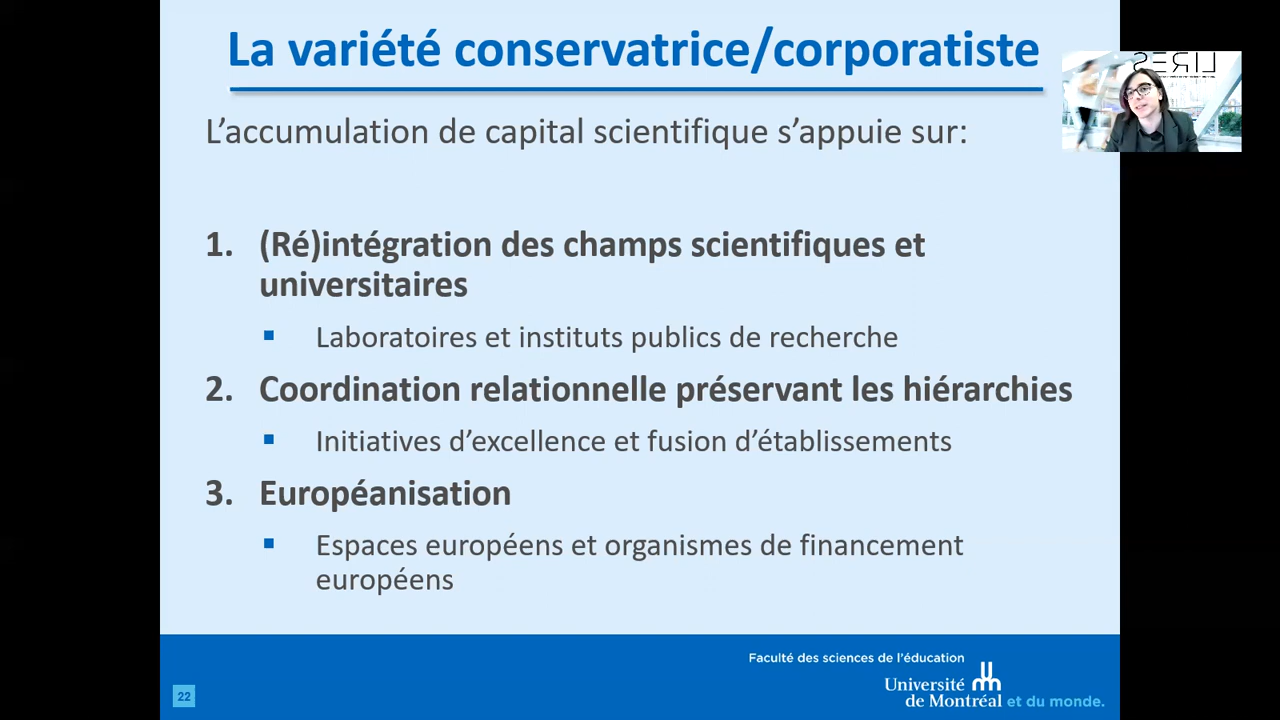 La variété conservatrice/corporatiste
LIRES
L’accumulation de capital scientifique s’appuie sur:
1. (Ré)intégration des champs scientifiques et
universitaires
▪ Laboratoires et instituts publics de recherche
2. Coordination relationnelle préservant les hiérarchies
▪ Initiatives d’excellence et fusion d’établissements
3. Européanisation
▪ Espaces européens et organismes de financement
européens
Faculté des sciences de l’éducation
Université
de Montréal et du monde.
22